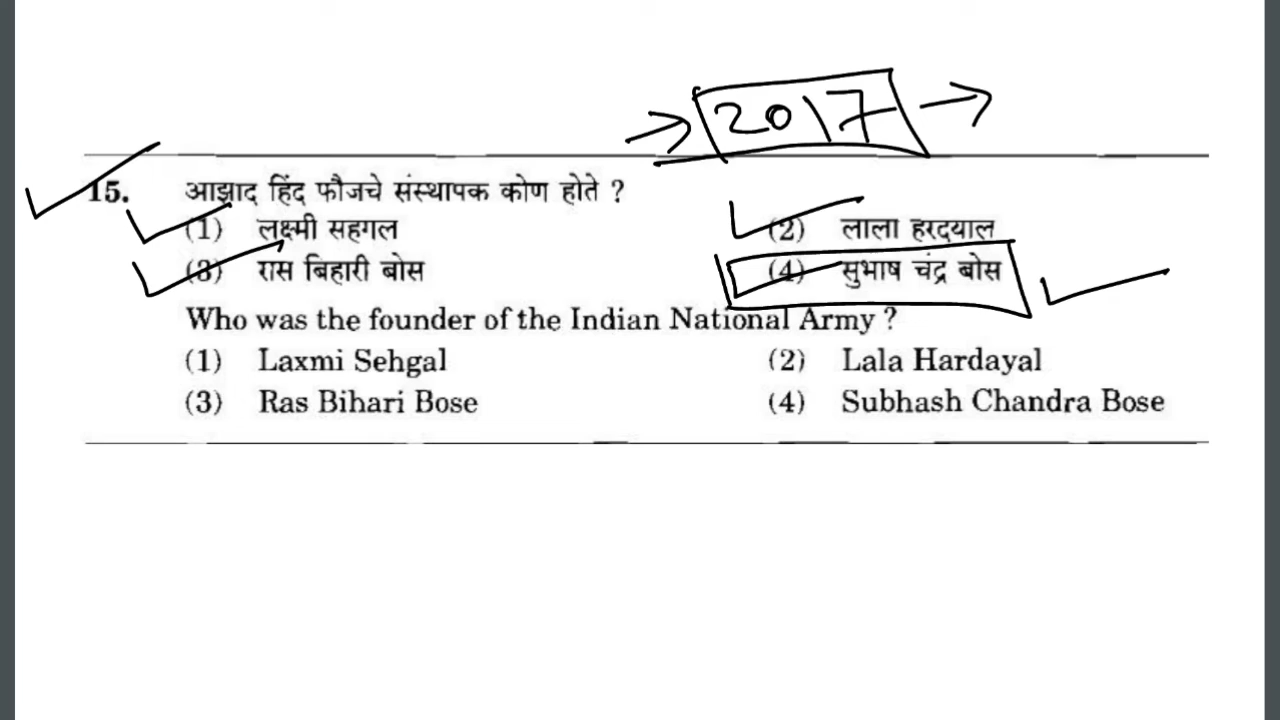 2017
15. आझाद हिंद फौजचे संस्थापक कोण होते ?
(1) लक्ष्मी सहगल (2) लाला हरदयाल
(3) रास बिहारी बोस (4) सुभाष चंद्र बोस
Who was the founder of the Indian National Army ?
(1) Laxmi Sehgal (2) Lala Hardayal
(3) Ras Bihari Bose (4) Subhash Chandra Bose